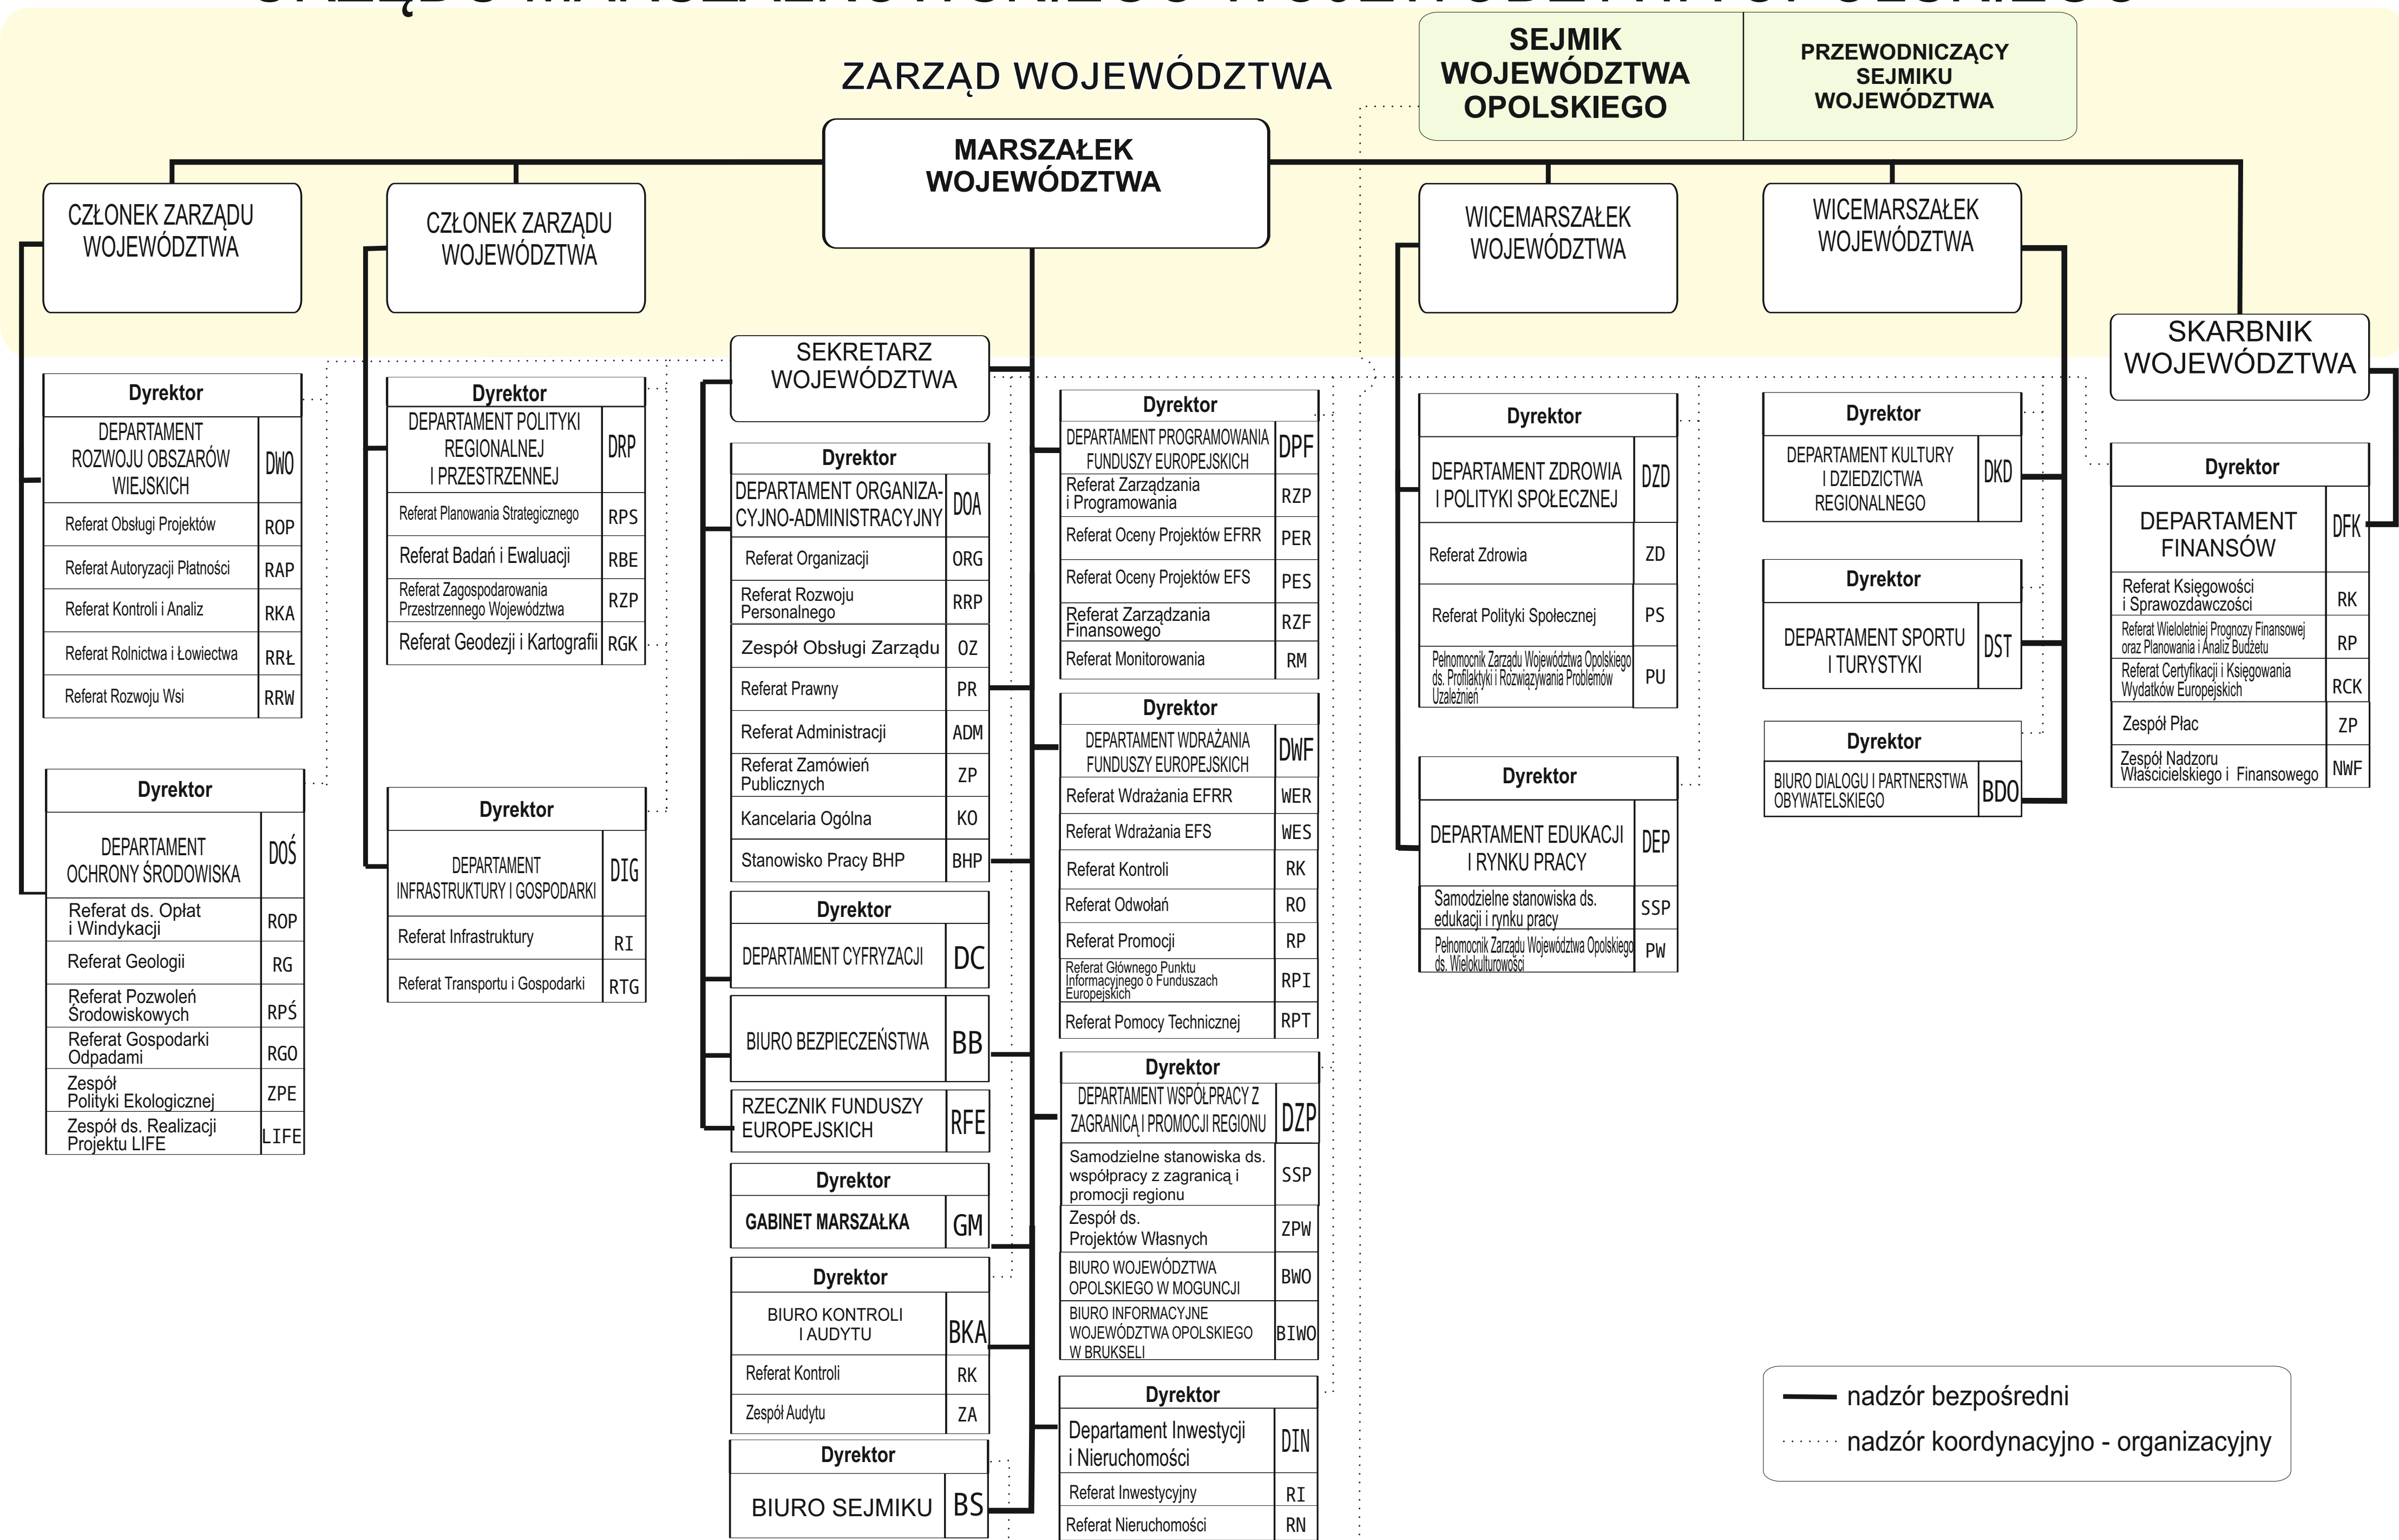 URZĘDU MARSZAŁKOWSKIEGO WOJEWÓDZTWA OPOLSKIEGO
ZARZĄD WOJEWÓDZTWA
SEJMIK
WOJEWÓDZTWA
OPOLSKIEGO
PRZEWODNICZĄCY
SEJMIKU
WOJEWÓDZTWA
MARSZAŁEK
WOJEWÓDZTWA
CZŁONEK ZARZĄDU
WOJEWÓDZTWA
CZŁONEK ZARZĄDU
WOJEWÓDZTWA
WICEMARSZAŁEK
WOJEWÓDZTWA
WICEMARSZAŁEK
WOJEWÓDZTWA
SKARBNIK
WOJEWÓDZTWA
SEKRETARZ
WOJEWÓDZTWA
Dyrektor
DEPARTAMENT
ROZWOJU OBSZARÓW
WIEJSKICH
DWO
Referat Obsługi Projektów ROP
Referat Autoryzacji Płatności RAP
Referat Kontroli i Analiz RKA
Referat Rolnictwa i Łowiectwa RRŁ
Referat Rozwoju Wsi RRW
Dyrektor
DEPARTAMENT
OCHRONY ŚRODOWISKA
DOŚ
Referat ds. Opłat
i Windykacji
ROP
Referat Geologii RG
Referat Pozwoleń
Środowiskowych
RPŚ
Referat Gospodarki
Odpadami
RGO
Zespół
Polityki Ekologicznej
ZPE
Zespół ds. Realizacji
Projektu LIFE
LIFE
Dyrektor
DEPARTAMENT POLITYKI
REGIONALNEJ
I PRZESTRZENNEJ
DRP
Referat Planowania Strategicznego RPS
Referat Badań i Ewaluacji RBE
Referat Zagospodarowania
Przestrzennego Województwa
RZP
Referat Geodezji i Kartografii RGK
Dyrektor
DEPARTAMENT
INFRASTRUKTURY I GOSPODARKI
DIG
Referat Infrastruktury RI
Referat Transportu i Gospodarki RTG
Dyrektor
DEPARTAMENT ORGANIZA-
CYJNO-ADMINISTRACYJNY
DOA
Referat Organizacji ORG
Referat Rozwoju
Personalnego
RRP
Zespół Obsługi Zarządu OZ
Referat Prawny PR
Referat Administracji ADM
Referat Zamówień
Publicznych
ZP
Kancelaria Ogólna KO
Stanowisko Pracy BHP BHP
Dyrektor
DEPARTAMENT CYFRYZACJI DC
BIURO BEZPIECZEŃSTWA BB
RZECZNIK FUNDUSZY
EUROPEJSKICH
RFE
Dyrektor
GABINET MARSZAŁKA GM
Dyrektor
BIURO KONTROLI
I AUDYTU
BKA
Referat Kontroli RK
Zespół Audytu ZA
Dyrektor
BIURO SEJMIKU BS
Dyrektor
DEPARTAMENT PROGRAMOWANIA
FUNDUSZY EUROPEJSKICH
DPF
Referat Zarządzania
i Programowania
RZP
Referat Oceny Projektów EFRR PER
Referat Oceny Projektów EFS PES
Referat Zarządzania
Finansowego
RZF
Referat Monitorowania RM
Dyrektor
DEPARTAMENT WDRAŻANIA
FUNDUSZY EUROPEJSKICH
DWF
Referat Wdrażania EFRR WER
Referat Wdrażania EFS WES
Referat Kontroli RK
Referat Odwołań RO
Referat Promocji RP
Referat Głównego Punktu
Informacyjnego o Funduszach
Europejskich
RPI
Referat Pomocy Technicznej RPT
Dyrektor
DEPARTAMENT WSPÓŁPRACY Z
ZAGRANICĄ I PROMOCJI REGIONU
DZP
Samodzielne stanowiska ds.
współpracy z zagranicą i
promocji regionu
SSP
Zespół ds.
Projektów Własnych
ZPW
BIURO WOJEWÓDZTWA
OPOLSKIEGO W MOGUNCJI
BWO
BIURO INFORMACYJNE
WOJEWÓDZTWA OPOLSKIEGO
W BRUKSELI
BIWO
Dyrektor
Departament Inwestycji
i Nieruchomości
DIN
Referat Inwestycyjny RI
Referat Nieruchomości RN
Dyrektor
DEPARTAMENT ZDROWIA
I POLITYKI SPOŁECZNEJ
DZD
Referat Zdrowia ZD
Referat Polityki Społecznej PS
Pełnomocnik Zarządu Województwa Opolskiego
ds. Profilaktyki i Rozwiązywania Problemów
Uzależnień
PU
Dyrektor
DEPARTAMENT EDUKACJI
I RYNKU PRACY
DEP
Samodzielne stanowiska ds.
edukacji i rynku pracy
SSP
Pełnomocnik Zarządu Województwa Opolskiego
ds. Wielokulturowości
PW
Dyrektor
DEPARTAMENT KULTURY
I DZIEDZICTWA
REGIONALNEGO
DKD
Dyrektor
DEPARTAMENT SPORTU
I TURYSTYKI
DST
Dyrektor
BIURO DIALOGU I PARTNERSTWA
OBYWATELSKIEGO
BDO
Dyrektor
DEPARTAMENT
FINANSÓW
DFK
Referat Księgowości
i Sprawozdawczości
RK
Referat Wieloletniej Prognozy Finansowej
oraz Planowania i Analiz Budżetu
RP
Referat Certyfikacji i Księgowania
Wydatków Europejskich
RCK
Zespół Płac ZP
Zespół Nadzoru
Właścicielskiego i Finansowego
NWF
nadzór bezpośredni
nadzór koordynacyjno - organizacyjny